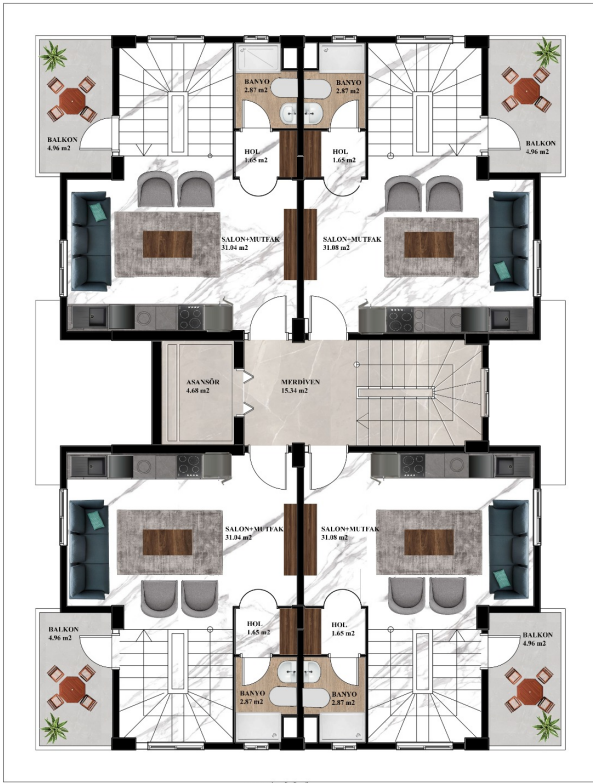 BANYO
2.87 m2
BANYO
2.87 m2
BALKON
4.96 m2
BALKON
4.96 m2
HOL
1.65 m2
HOL
1.65 m2
SALON+MUTFAK
31.04 m2
SALON+MUTFAK
31.08 m2
ASANSÖR
4.68 m2
MERDİVEN
15.34 m2
SALON+MUTFAK
31.04 m2
SALON+MUTFAK
31.08 m2
HOL
1.65 m2
HOL
1.65 m2
BALKON
4.96 m2
BALKON
4.96 m2
BANYO
2.87 m2
BANYO
2.87 m2